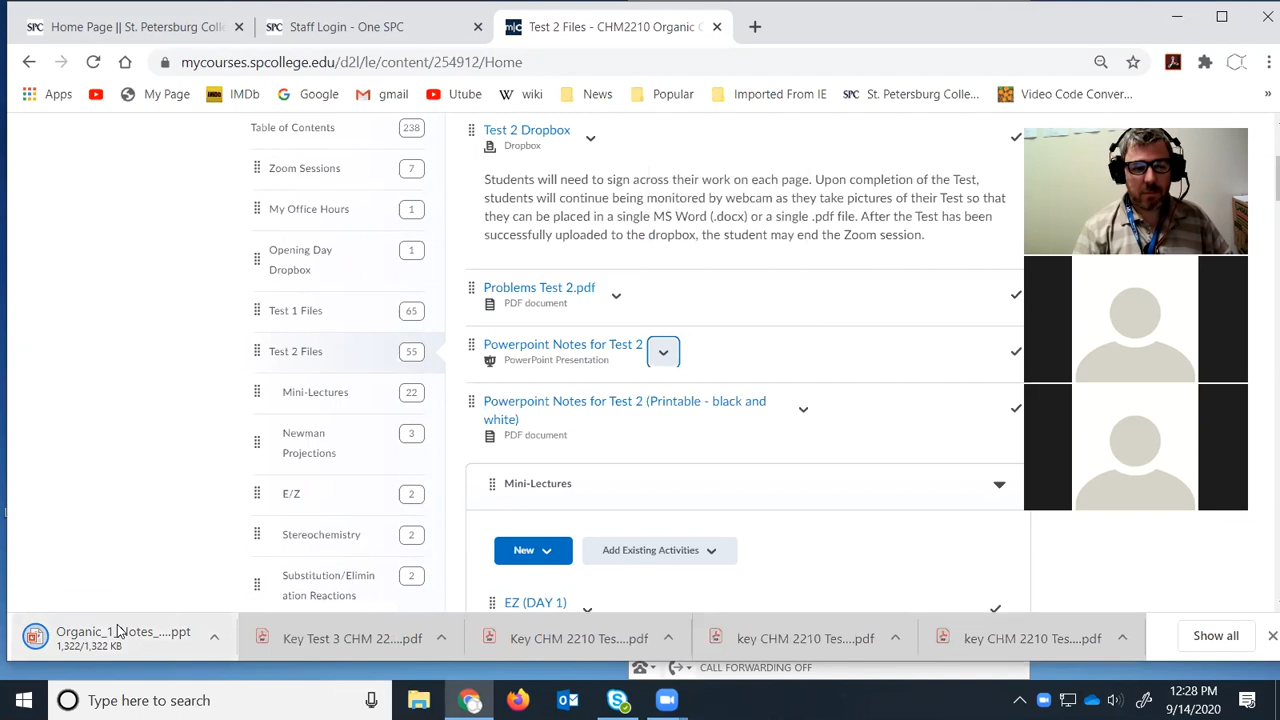 Home Page || St. Petersburg Colle
Staff Login - One SPC
Test 2 Files - CHM2210 Organic C
mycourses.spcollege.edu/d2l/le/content/254912/Home
Apps
My Page
IMDb
Google
gmail
Utube
wiki
News
Popular
Imported From IE
St. Petersburg Colle...
Video Code Conver...
Table of Contents
238
Zoom Sessions
7
My Office Hours
1
Opening Day
Dropbox
1
Test 1 Files
65
Test 2 Files
55
Mini-Lectures
22
Newman
Projections
3
E/Z
2
Stereochemistry
2
Substitution/Elimin
ation Reactions
2
Test 2 Dropbox
Dropbox
Students will need to sign across their work on each page. Upon completion of the Test,
students will continue being monitored by webcam as they take pictures of their Test so that
they can be placed in a single MS Word (.docx) or a single .pdf file. After the Test has been
successfully uploaded to the dropbox, the student may end the Zoom session.
Problems Test 2.pdf
PDF document
Powerpoint Notes for Test 2
PowerPoint Presentation
Powerpoint Notes for Test 2 (Printable - black and
white)
PDF document
Mini-Lectures
New
Add Existing Activities
EZ (DAY 1)
1,322/1,322 KB
Key Test 3 CHM 22....pdf
Key CHM 2210 Tes....pdf
key CHM 2210 Tes....pdf
key CHM 2210 Tes....pdf
Show all
CALL FORWARDING OFF
Type here to search
12:28 PM
9/14/2020